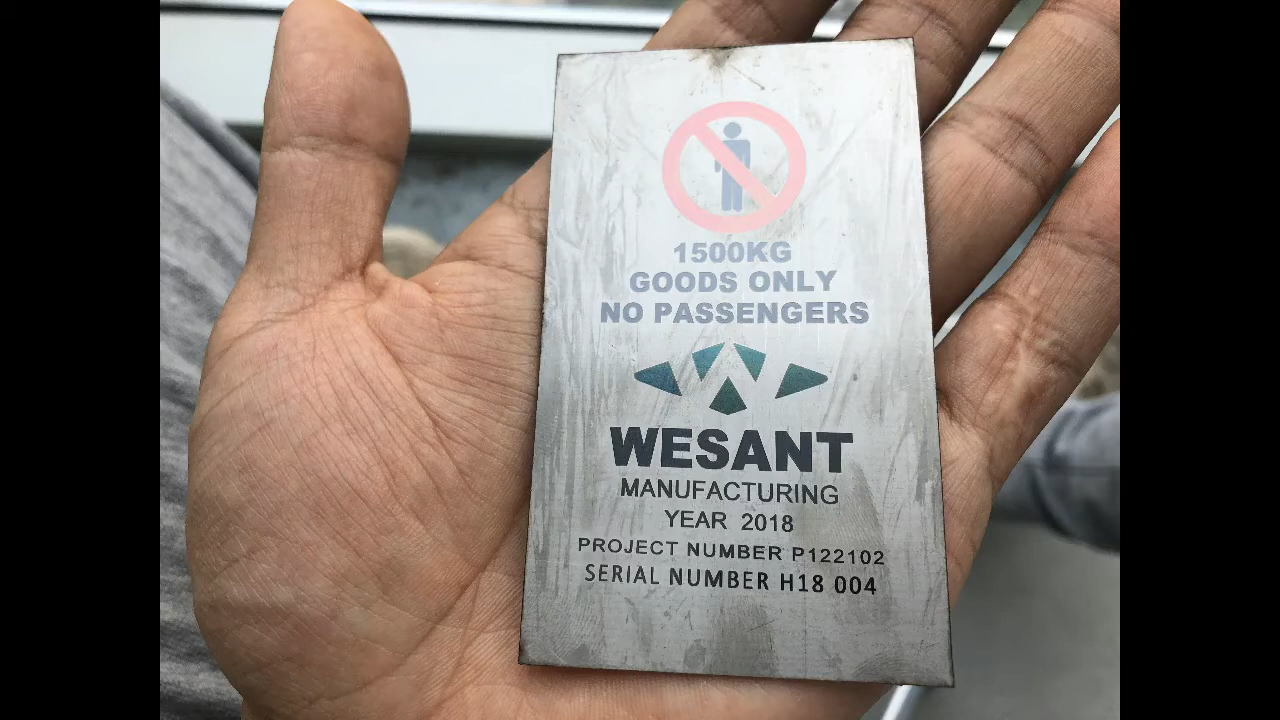 1500KG
GOODS ONLY
NO PASSENGERS
WESANT
MANUFACTURING
YEAR 2018
PROJECT NUMBER P122102
SERIAL NUMBER H18 004